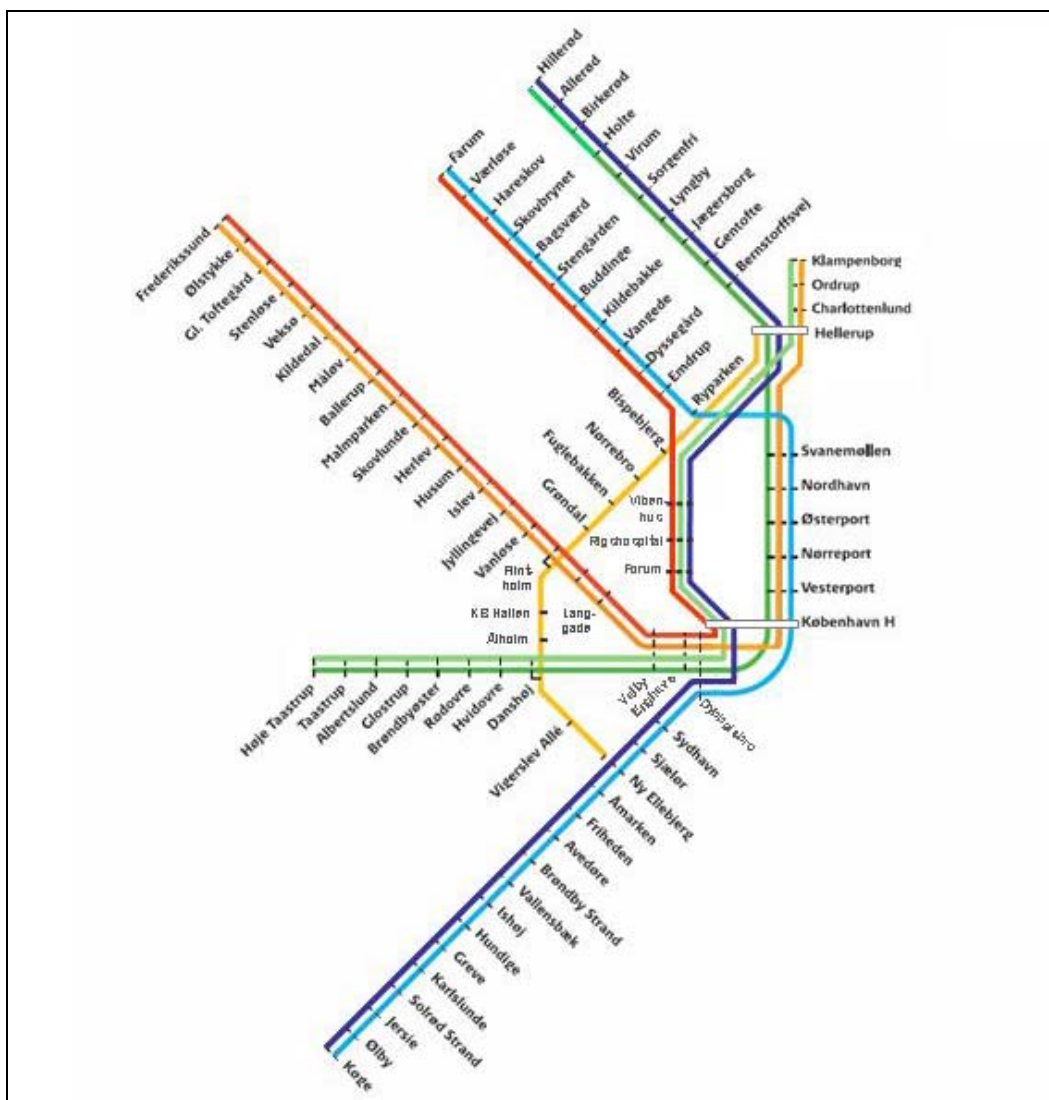 Hillerød
Allerød
Birkerød
Holte
Virum
Sorgenfri
Lyngby
Jægersborg
Gentofte
Bernstorffsvej
Farum
Værløse
Hareskov
Skovbrynet
Bagsværd
Stengården
Buddinge
Kildebakke
Vangede
Dyssegård
Emdrup
Ryparken
Klampenborg
Ordrup
Charlottenlund
Hellerup
Frederikssund
Ølstykke
Gl. Toftegård
Stenløse
Veksø
Kildedal
Måløv
Ballerup
Malmparken
Skovlunde
Herlev
Husum
Islev
Jyllingevej
Vanløse
Bispebjerg
Nørrebro
Fuglebakken
Grøndal
Flint-
holm
KB Hallen
Ålholm
Lang-
gade
Vibен
hus
Rigshospital
Forum
Svanemøllen
Nordhavn
Østerport
Nørreport
Vesterport
København H
Høje Taastrup
Taastrup
Albertslund
Glostrup
Brøndbyøster
Rødovre
Hvidovre
Danshøj
Vigerslev Allé
Valby
Enghave
Sydhavn
Sjælør
Ny Ellebjerg
Åmarken
Friheden
Avedøre
Brøndby Strand
Vallensbæk
Ishøj
Hundige
Greve
Karlslunde
Solrød Strand
Jersie
Ølby
Køge